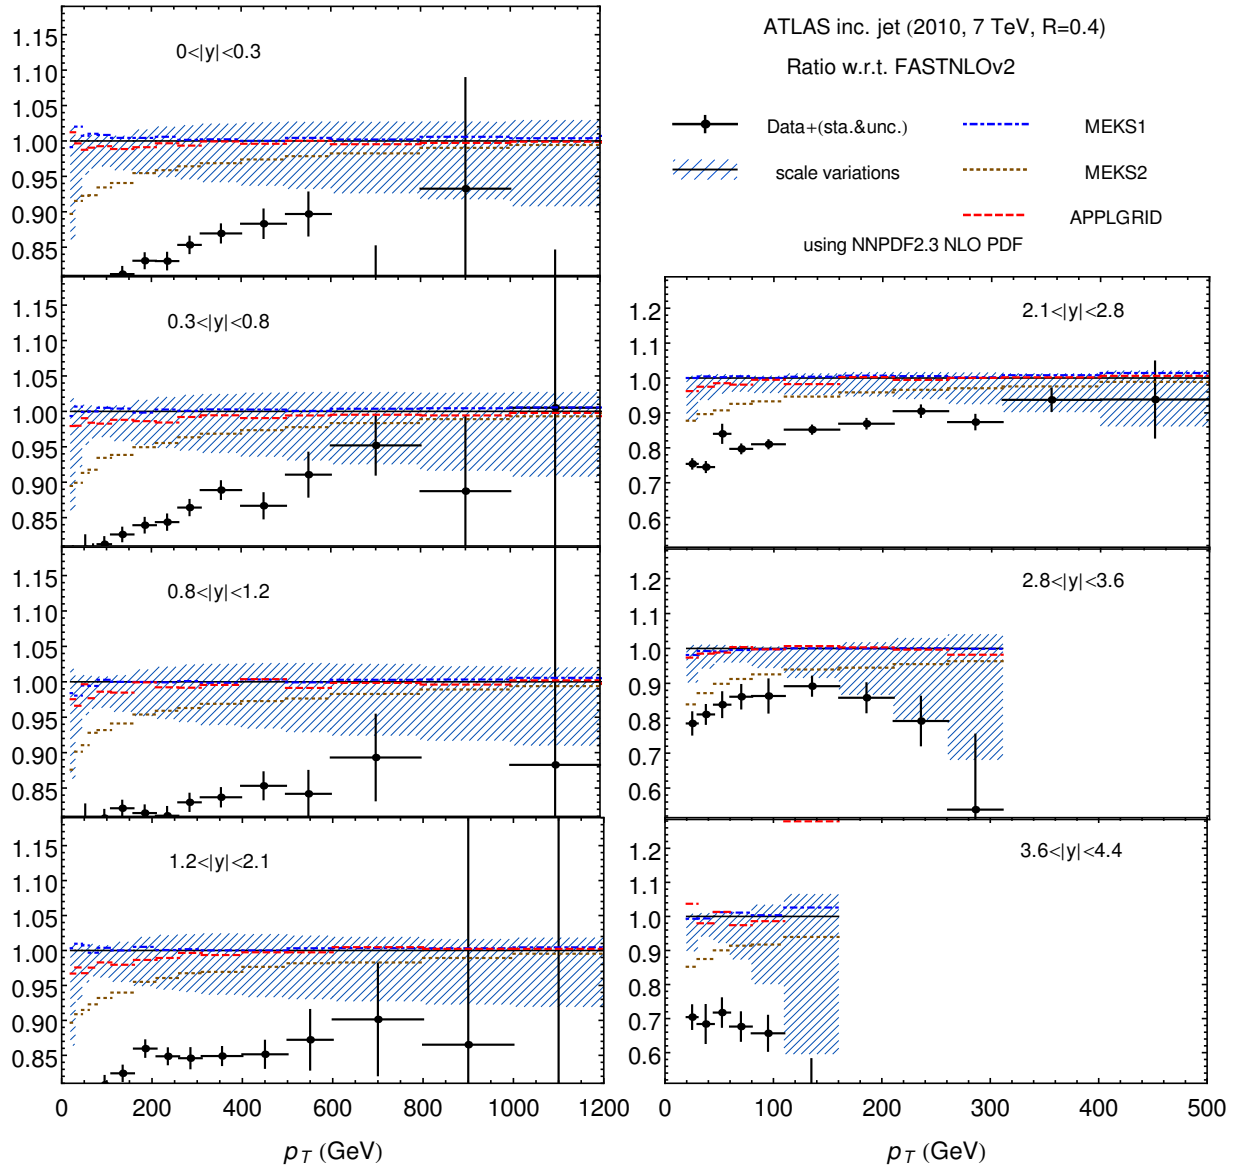 ATLAS inc. jet (2010, 7 TeV, R=0.4)
Ratio w.r.t. FASTNLOv2
Data+(sta.&unc.)
MEKS1
scale variations
MEKS2
APPLGRID
using NNPDF2.3 NLO PDF
0<|y|<0.3
1.15
1.10
1.05
1.00
0.95
0.90
0.85
0.3<|y|<0.8
1.15
1.10
1.05
1.00
0.95
0.90
0.85
0.8<|y|<1.2
1.15
1.10
1.05
1.00
0.95
0.90
0.85
1.2<|y|<2.1
1.15
1.10
1.05
1.00
0.95
0.90
0.85
0 200 400 600 800 1000 1200
pT (GeV)
2.1<|y|<2.8
1.2
1.1
1.0
0.9
0.8
0.7
0.6
2.8<|y|<3.6
1.2
1.1
1.0
0.9
0.8
0.7
0.6
3.6<|y|<4.4
1.2
1.1
1.0
0.9
0.8
0.7
0.6
0 100 200 300 400 500
pT (GeV)